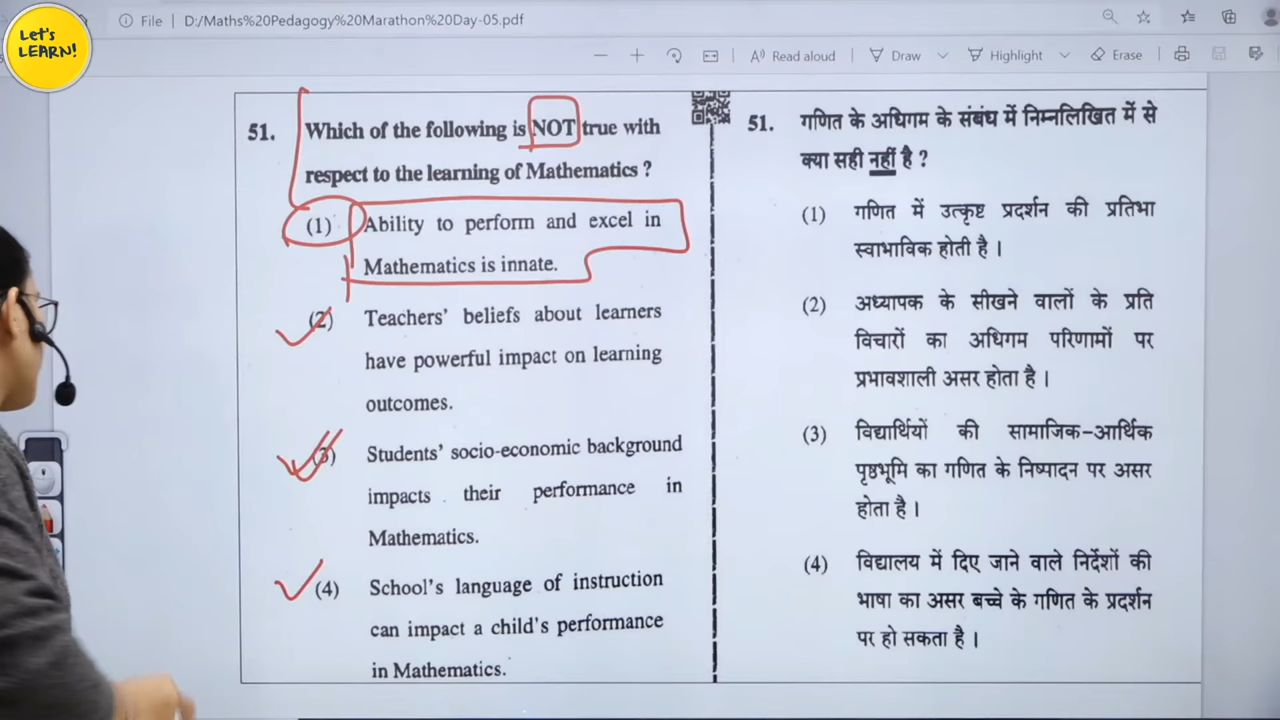 Let's
LEARN!
File
D:/Maths%20Pedagogy%20Marathon%20Day-05.pdf
Read aloud
Draw
Highlight
Erase
51. Which of the following is NOT true with
respect to the learning of Mathematics ?
(1) Ability to perform and excel in
Mathematics is innate.
(2) Teachers' beliefs about learners
have powerful impact on learning
outcomes.
(3) Students' socio-economic background
impacts their performance in
Mathematics.
(4) School's language of instruction
can impact a child's performance
in Mathematics.
51. गणित के अधिगम के संबंध में निम्नलिखित में से
क्या सही नहीं है ?
(1) गणित में उत्कृष्ट प्रदर्शन की प्रतिभा
स्वाभाविक होती है ।
(2) अध्यापक के सीखने वालों के प्रति
विचारों का अधिगम परिणामों पर
प्रभावशाली असर होता है ।
(3) विद्यार्थियों की सामाजिक-आर्थिक
पृष्ठभूमि का गणित के निष्पादन पर असर
होता है ।
(4) विद्यालय में दिए जाने वाले निर्देशों की
भाषा का असर बच्चे के गणित के प्रदर्शन
पर हो सकता है ।